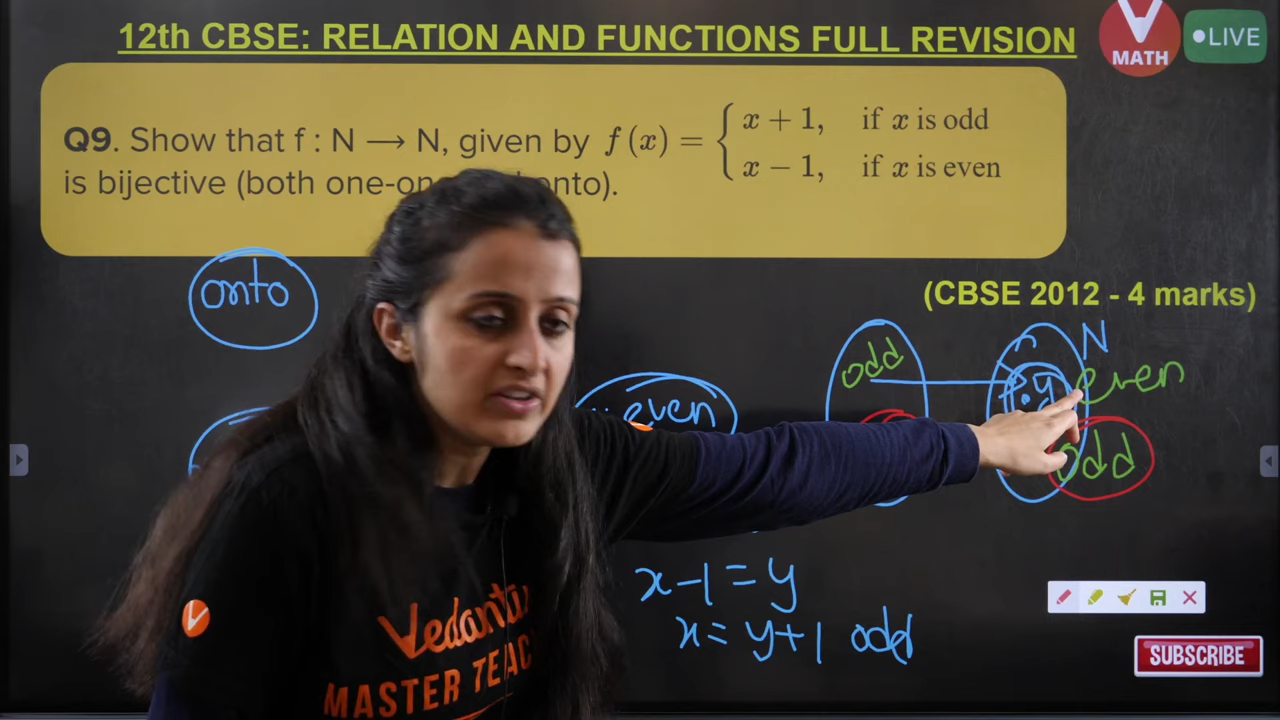 12th CBSE: RELATION AND FUNCTIONS FULL REVISION
V MATH
LIVE
Q9. Show that f : N → N, given by f(x) = { x + 1, if x is odd
x − 1, if x is even
is bijective (both one-on nto).
(CBSE 2012 - 4 marks)
onto
even
odd
N
y
even
odd
x-1 = y
x = y+1 odd
Vedantu
MASTER TEAC
SUBSCRIBE